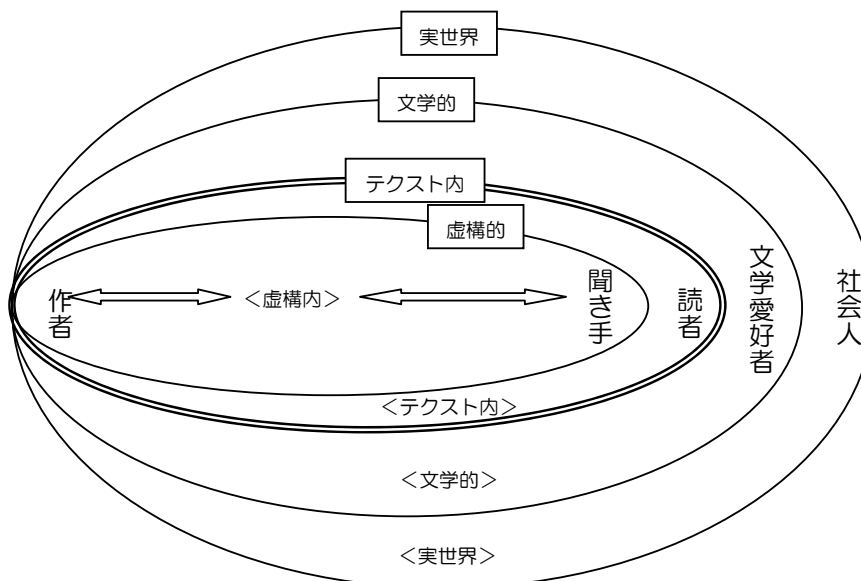 実世界
文学的
テクスト内
虚構的
作者
＜虚構内＞
聞き手
読者
文学愛好者
社会人
＜テクスト内＞
＜文学的＞
＜実世界＞